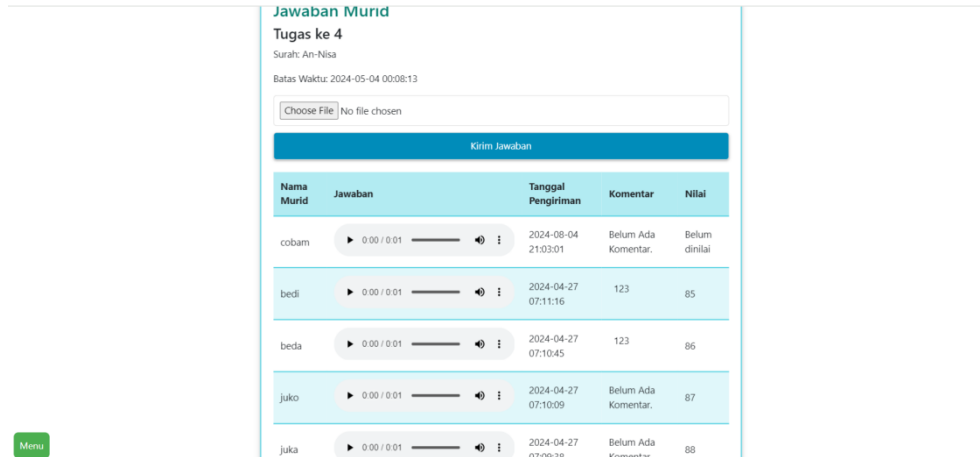 Jawaban Murid
Tugas ke 4
Surah: An-Nisa
Batas Waktu: 2024-05-04 00:08:13
Choose File No file chosen
Kirim Jawaban
Nama Murid Jawaban Tanggal Pengiriman Komentar Nilai
cobam 0:00 / 0:01 2024-08-04 21:03:01 Belum Ada Komentar. Belum dinilai
bedi 0:00 / 0:01 2024-04-27 07:11:16 123 85
beda 0:00 / 0:01 2024-04-27 07:10:45 123 86
juko 0:00 / 0:01 2024-04-27 07:10:09 Belum Ada Komentar. 87
juka 0:00 / 0:01 2024-04-27 07:09:38 Belum Ada Komentar. 88
Menu